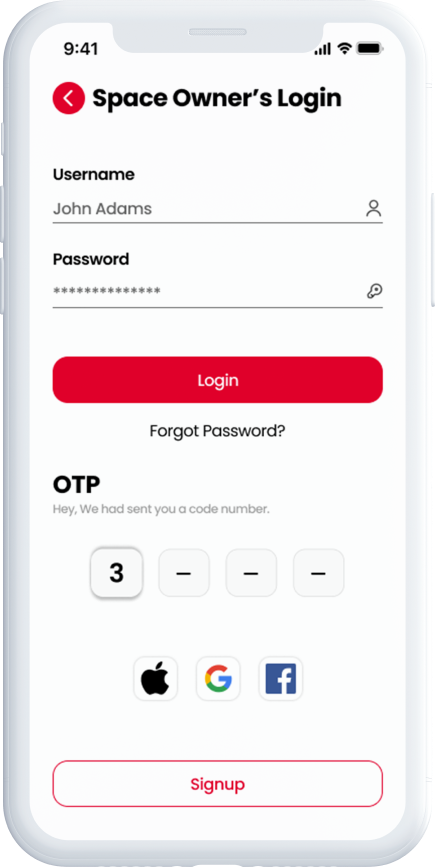 9:41
Space Owner’s Login
Username
John Adams
Password
**************
Login
Forgot Password?
OTP
Hey, We had sent you a code number.
3 – – –
Signup